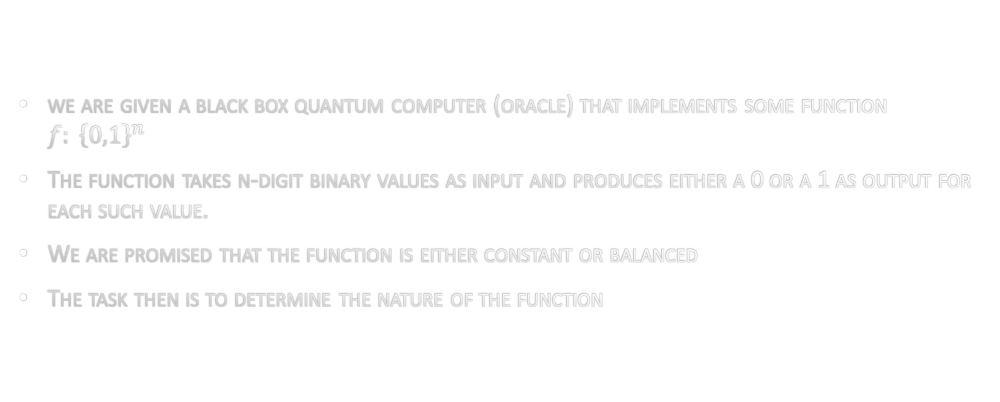 ◦ WE ARE GIVEN A BLACK BOX QUANTUM COMPUTER (ORACLE) THAT IMPLEMENTS SOME FUNCTION
f: {0,1}ⁿ
◦ THE FUNCTION TAKES N-DIGIT BINARY VALUES AS INPUT AND PRODUCES EITHER A 0 OR A 1 AS OUTPUT FOR
EACH SUCH VALUE.
◦ WE ARE PROMISED THAT THE FUNCTION IS EITHER CONSTANT OR BALANCED
◦ THE TASK THEN IS TO DETERMINE THE NATURE OF THE FUNCTION